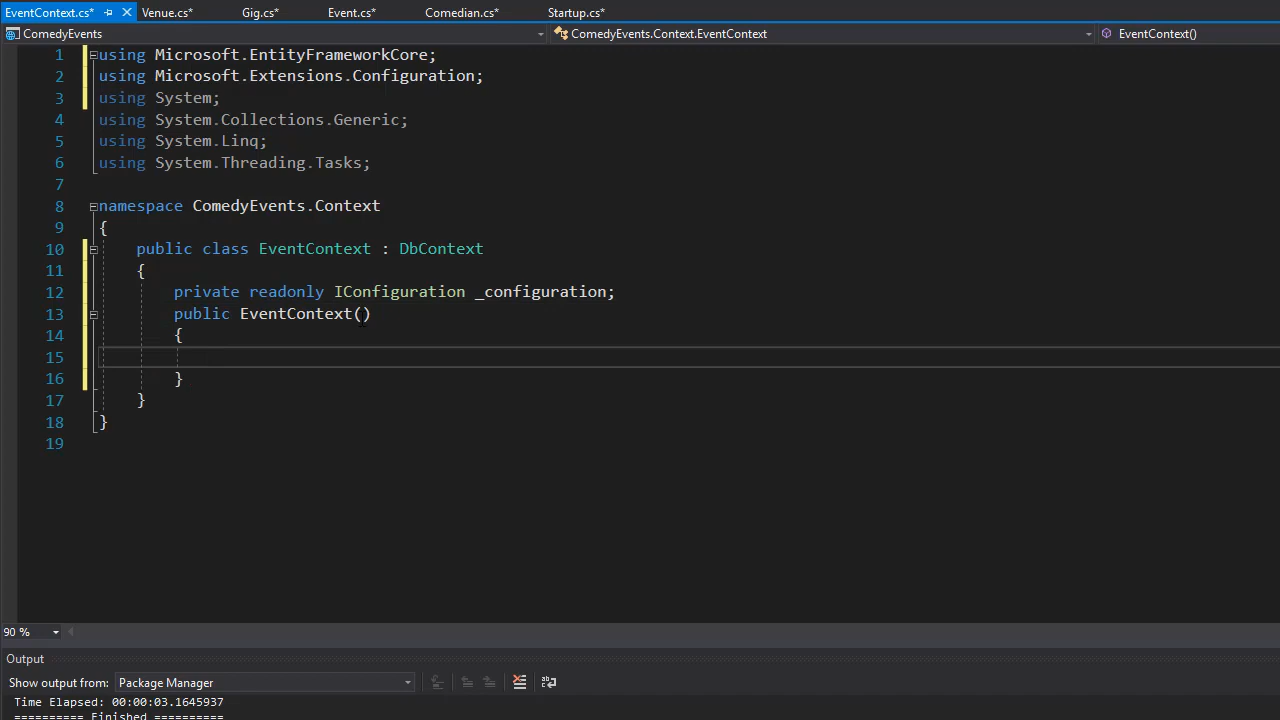 EventContext.cs* Venue.cs* Gig.cs* Event.cs* Comedian.cs* Startup.cs*
ComedyEvents ComedyEvents.Context.EventContext EventContext()
1 using Microsoft.EntityFrameworkCore;
2 using Microsoft.Extensions.Configuration;
3 using System;
4 using System.Collections.Generic;
5 using System.Linq;
6 using System.Threading.Tasks;
7
8 namespace ComedyEvents.Context
9 {
10 public class EventContext : DbContext
11 {
12 private readonly IConfiguration _configuration;
13 public EventContext()
14 {
15
16 }
17 }
18 }
19
90 %
Output
Show output from: Package Manager
Time Elapsed: 00:00:03.1645937
========== Finished ==========